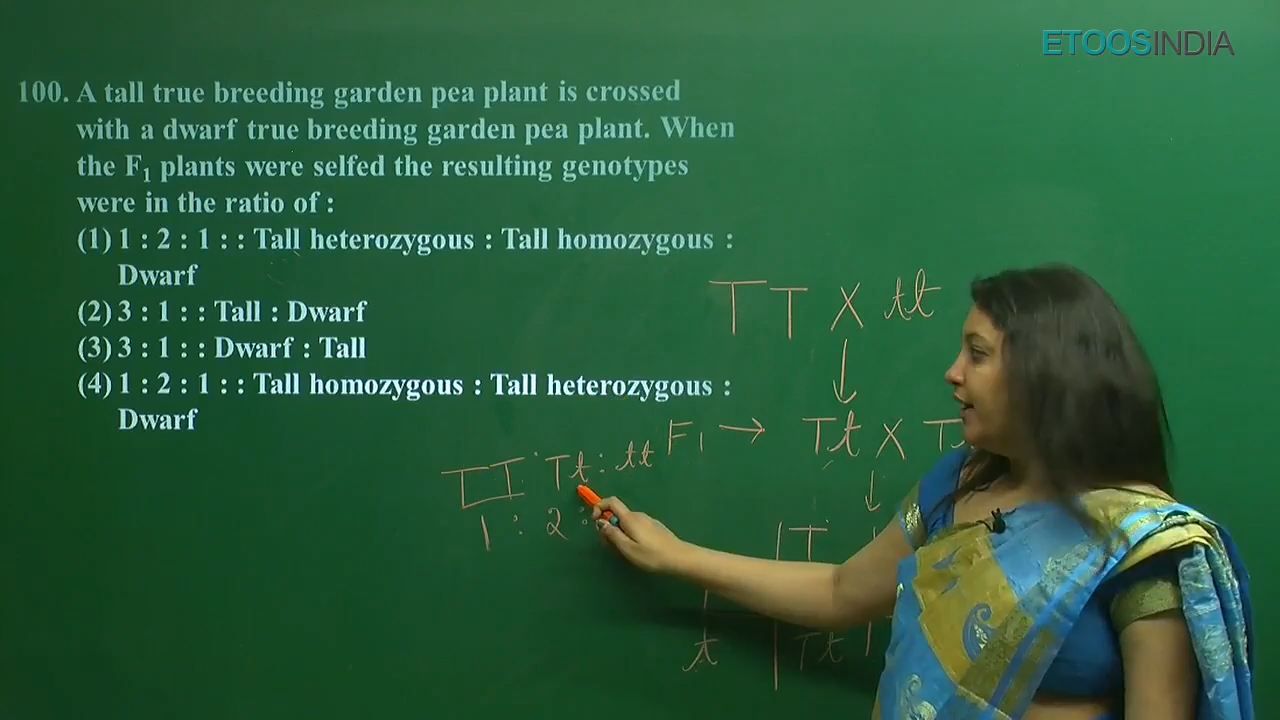 ETOOSINDIA
100. A tall true breeding garden pea plant is crossed
with a dwarf true breeding garden pea plant. When
the F₁ plants were selfed the resulting genotypes
were in the ratio of :
(1) 1 : 2 : 1 : : Tall heterozygous : Tall homozygous :
Dwarf
(2) 3 : 1 : : Tall : Dwarf
(3) 3 : 1 : : Dwarf : Tall
(4) 1 : 2 : 1 : : Tall homozygous : Tall heterozygous :
Dwarf
TT X tt
F₁ → Tt X T
TT : Tt : tt
1 : 2 :
T
t Tt